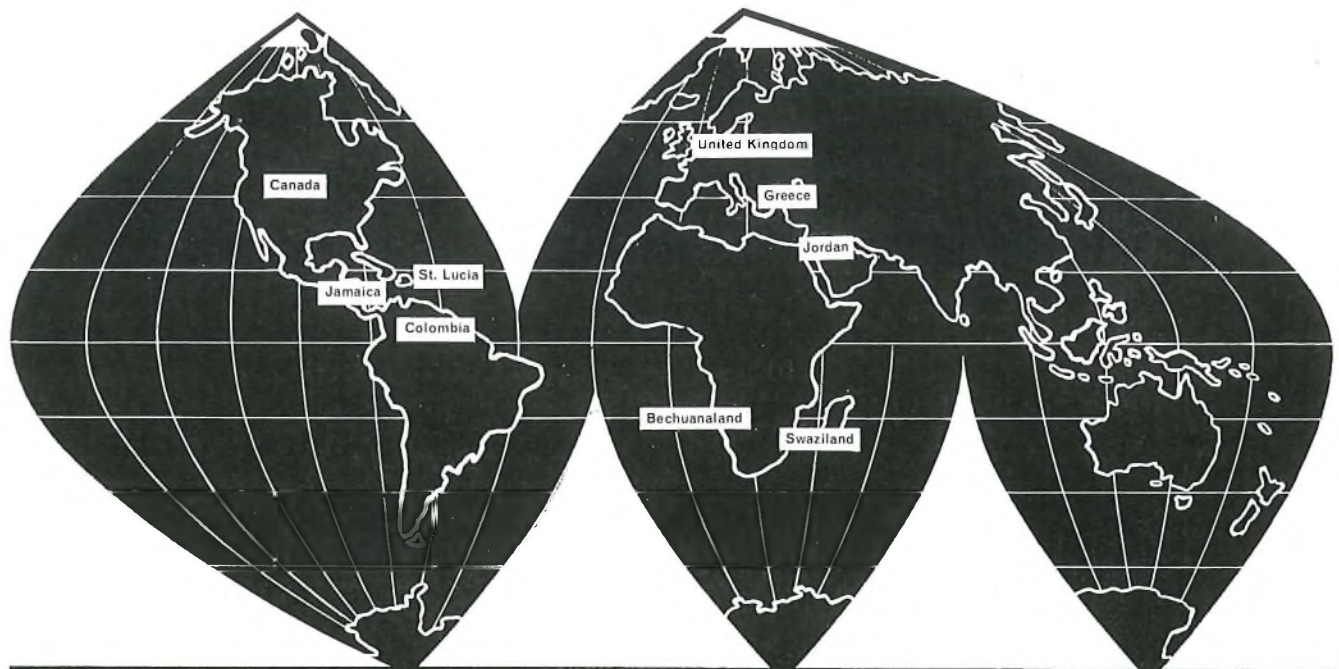 United Kingdom
Canada
Greece
Jordan
St. Lucia
Jamaica
Colombia
Bechuanaland
Swaziland